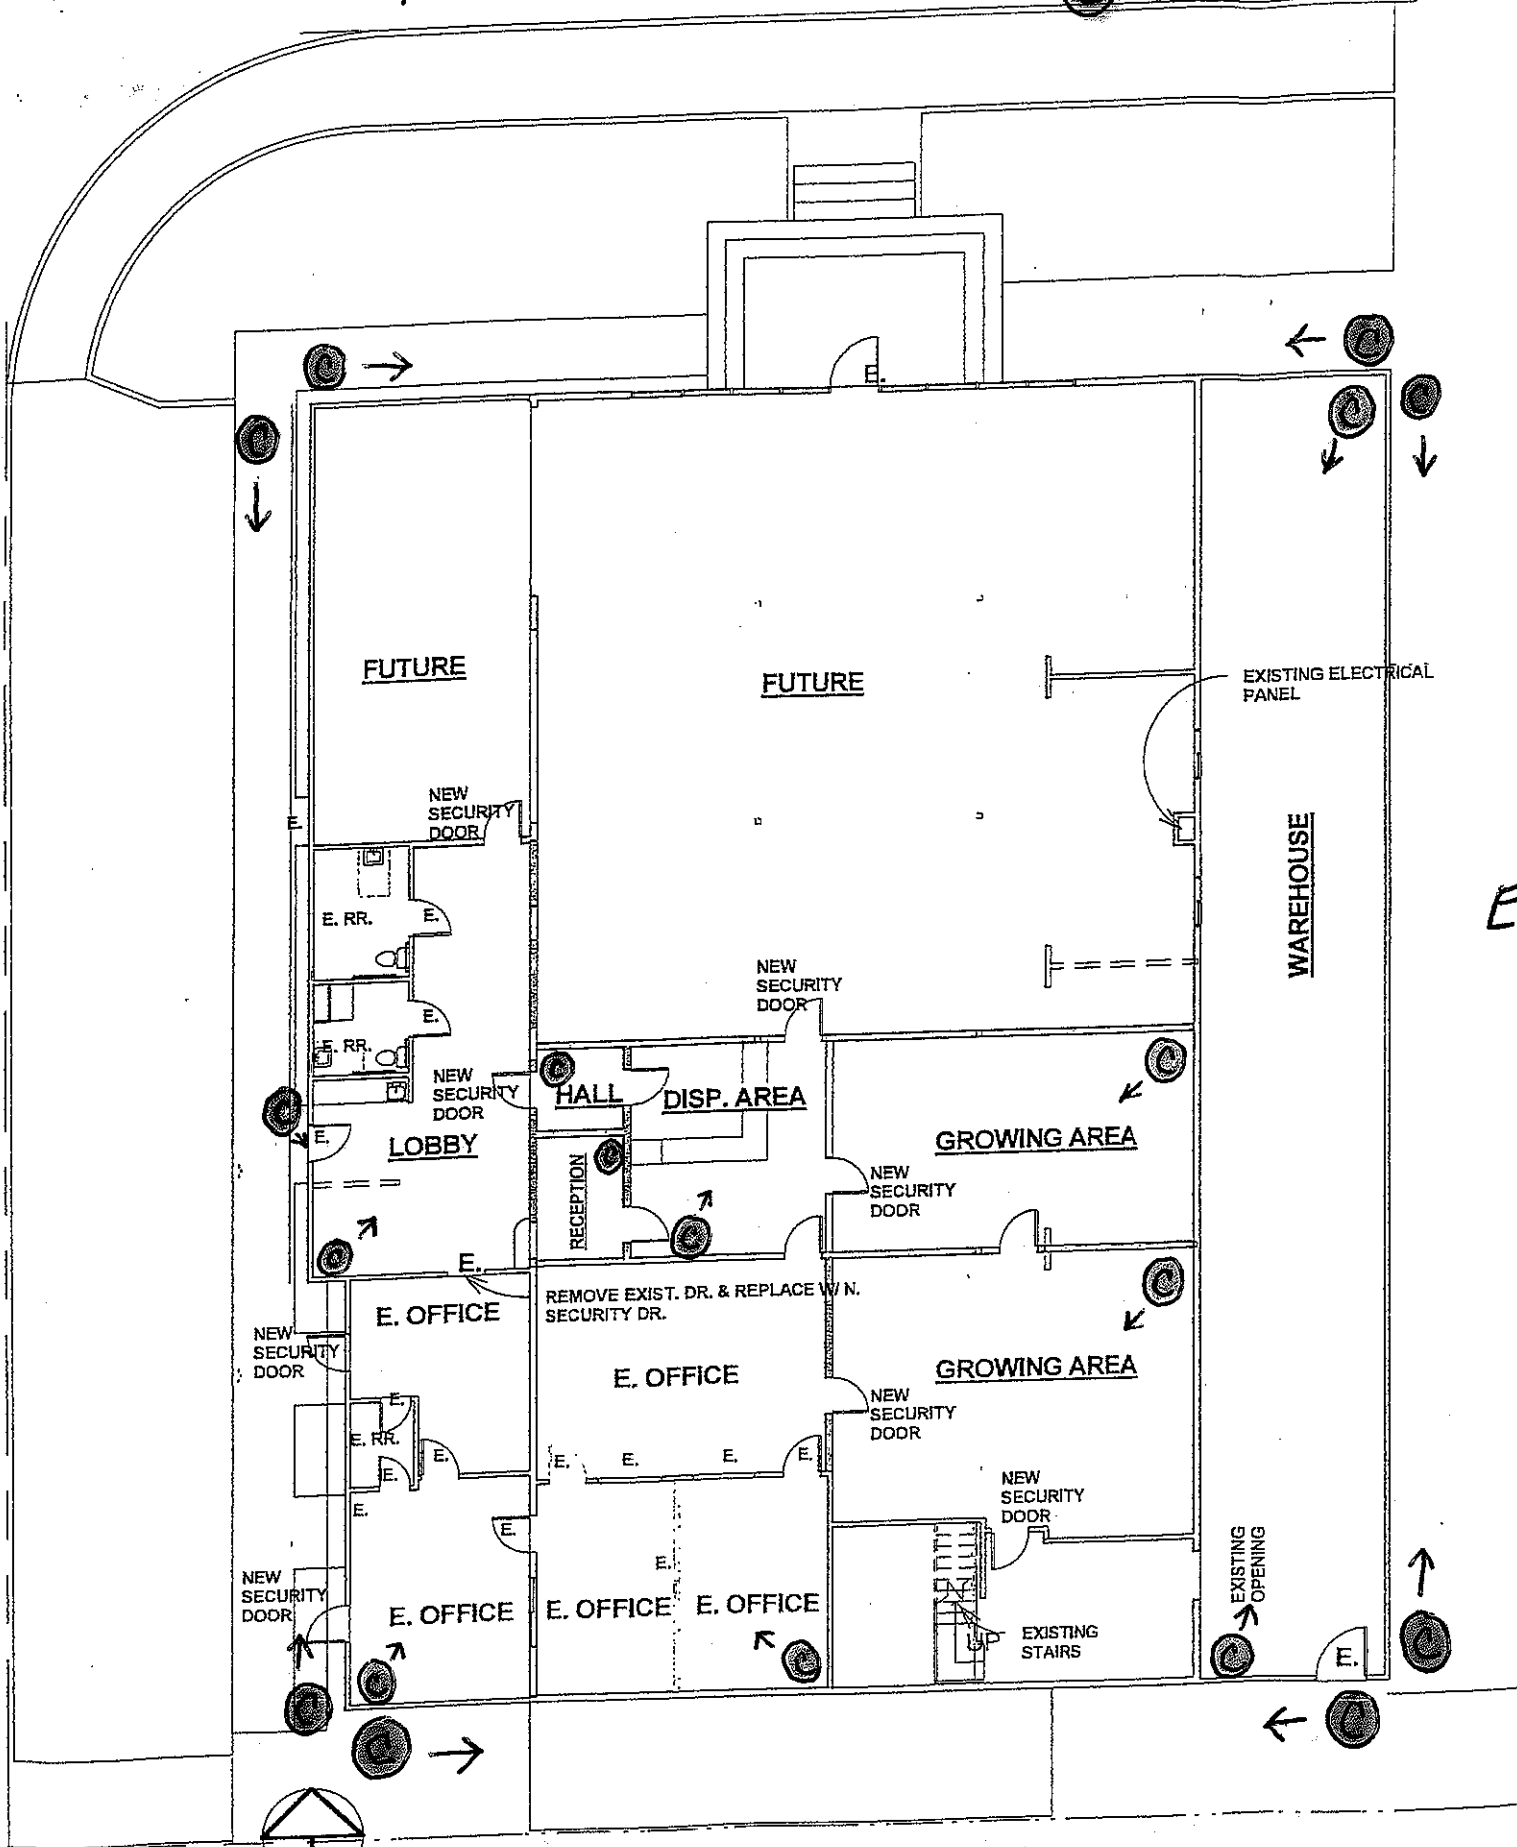 C
C
C
C
C
C
E.
FUTURE
FUTURE
EXISTING ELECTRICAL
PANEL
NEW
SECURITY
DOOR
E.
WAREHOUSE
E. RR.
E.
E
NEW
SECURITY
DOOR
E.
E. RR.
NEW
SECURITY
DOOR
C
HALL
DISP. AREA
C
C
E.
LOBBY
GROWING AREA
RECEPTION
C
NEW
SECURITY
DOOR
C
C
E.
REMOVE EXIST. DR. & REPLACE W/ N.
SECURITY DR.
C
E. OFFICE
NEW
SECURITY
DOOR
E. OFFICE
GROWING AREA
E.
NEW
SECURITY
DOOR
E. RR.
E.
E.
E.
E.
E.
E.
NEW
SECURITY
DOOR
E.
E.
E.
EXISTING
OPENING
NEW
SECURITY
DOOR
E. OFFICE
E. OFFICE
E. OFFICE
UP
EXISTING
STAIRS
C
C
C
E.
C
C
C
C